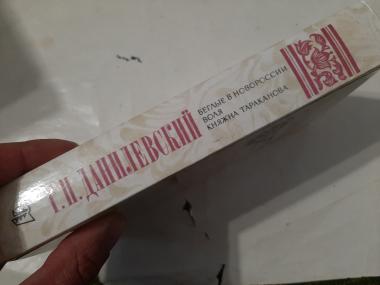 Г.П. ДАНИЛЕВСКИЙ
БЕГЛЫЕ В НОВОРОССИИ
ВОЛЯ
КНЯЖНА ТАРАКАНОВА